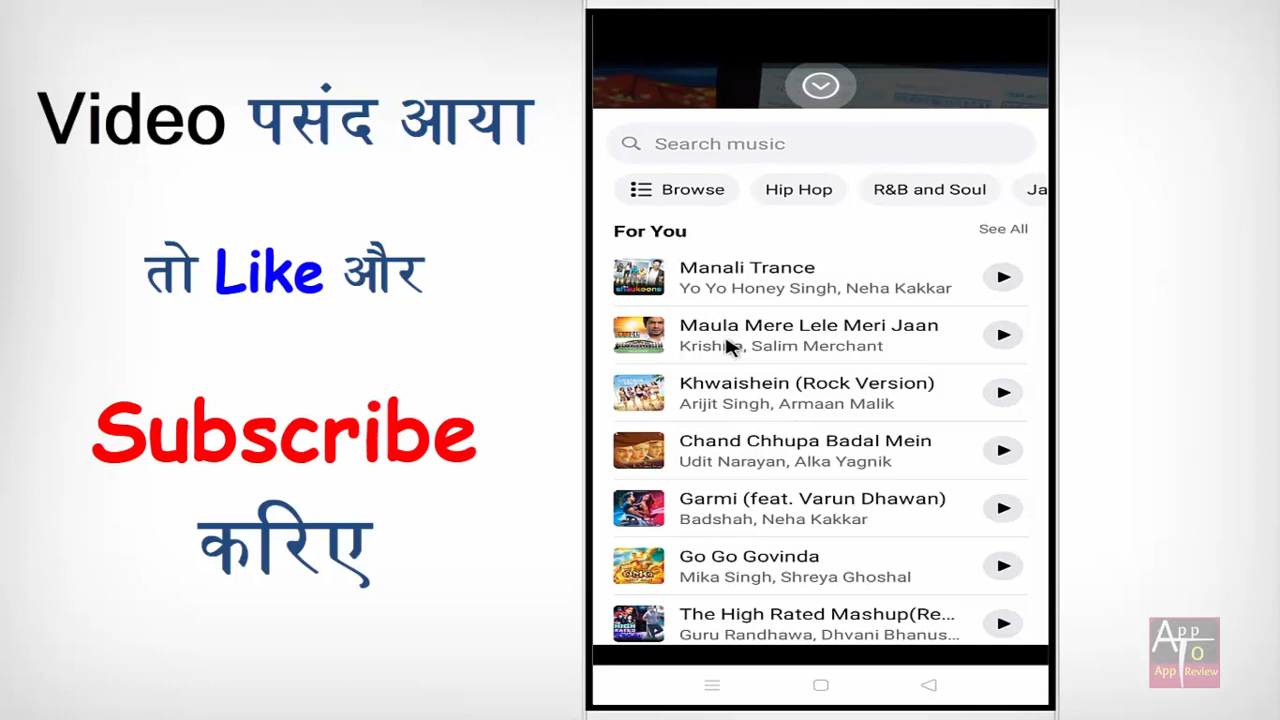 Video पसंद आया
तो Like और
Subscribe
करिए
Search music
Browse
Hip Hop
R&B and Soul
Ja
For You
See All
Manali Trance
Yo Yo Honey Singh, Neha Kakkar
Maula Mere Lele Meri Jaan
Salim Merchant
Khwaishein (Rock Version)
Arijit Singh, Armaan Malik
Chand Chhupa Badal Mein
Udit Narayan, Alka Yagnik
Garmi (feat. Varun Dhawan)
Badshah, Neha Kakkar
Go Go Govinda
Mika Singh, Shreya Ghoshal
The High Rated Mashup(Re...
Guru Randhawa, Dhvani Bhanus...
App
To
App Review